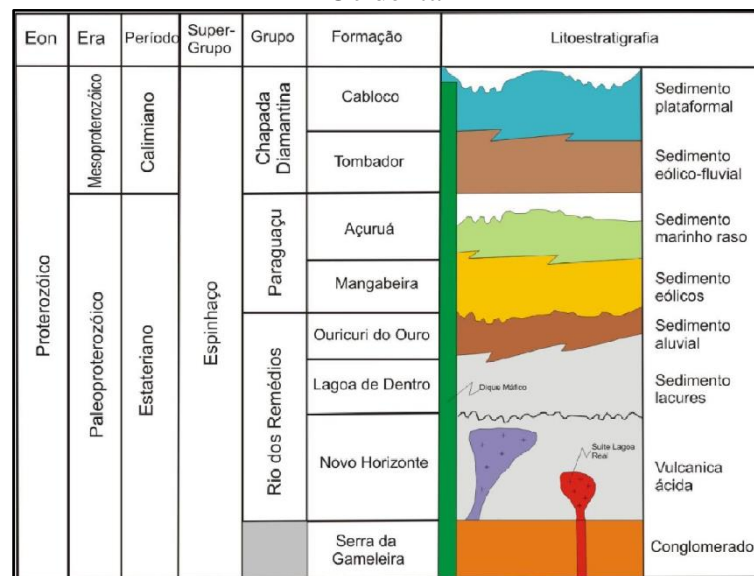 Eon
Era
Período
Super-
Grupo
Grupo
Formação
Litoestratigrafia
Proterozóico
Mesoproterozóico
Calimiano
Espinhaço
Chapada
Diamantina
Cabloco
Sedimento
plataformal
Tombador
Sedimento
eólico-fluvial
Paleoproterozóico
Estateriano
Paraguaçu
Açuruá
Sedimento
marinho raso
Mangabeira
Sedimento
eólicos
Rio dos Remédios
Ouricuri do Ouro
Sedimento
aluvial
Lagoa de Dentro
Dique Máfico
Sedimento
lacures
Novo Horizonte
Suíte Lagoa
Real
Vulcanica
ácida
Serra da
Gameleira
Conglomerado